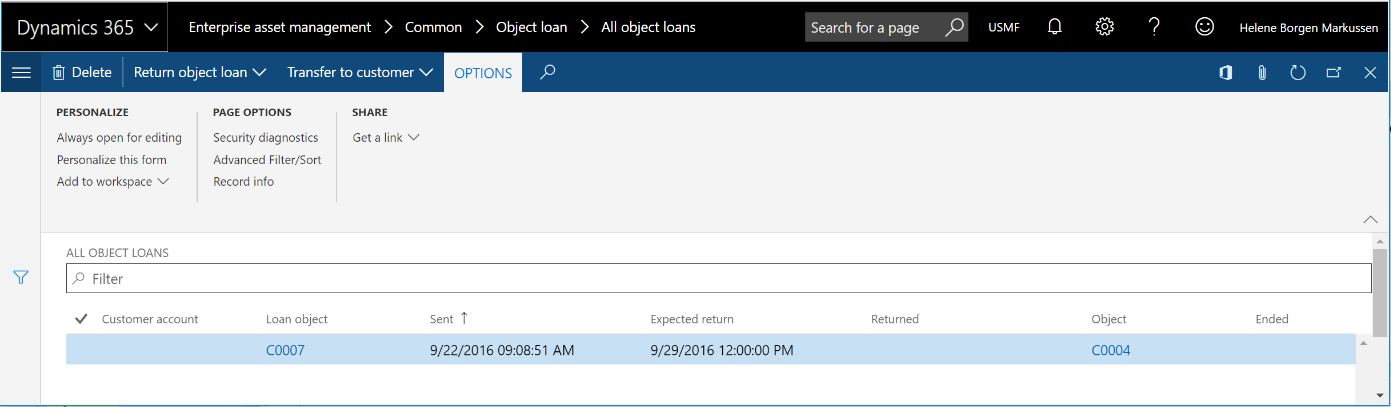 Dynamics 365 Enterprise asset management > Common > Object loan > All object loans Search for a page USMF ? Helene Borgen Markussen
Delete Return object loan Transfer to customer OPTIONS
PERSONALIZE PAGE OPTIONS SHARE
Always open for editing Security diagnostics Get a link
Personalize this form Advanced Filter/Sort
Add to workspace Record info
ALL OBJECT LOANS
Filter
Customer account Loan object Sent ↑ Expected return Returned Object Ended
C0007 9/22/2016 09:08:51 AM 9/29/2016 12:00:00 PM C0004